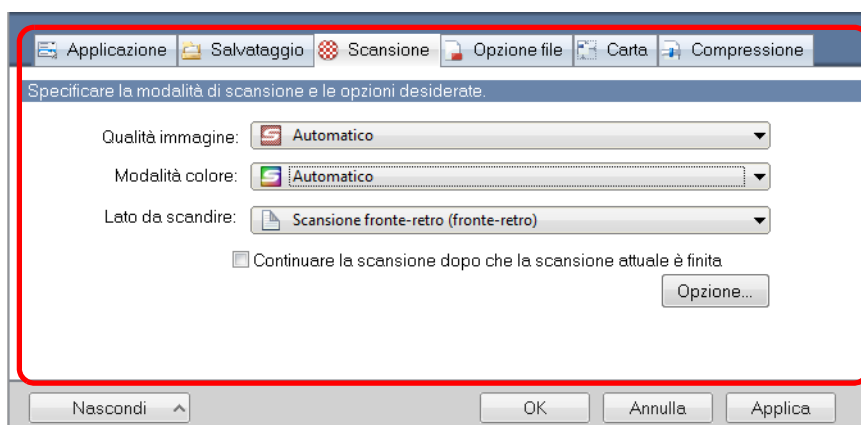 Applicazione Salvataggio Scansione Opzione file Carta Compressione
Specificare la modalità di scansione e le opzioni desiderate.
Qualità immagine: Automatico
Modalità colore: Automatico
Lato da scandire: Scansione fronte-retro (fronte-retro)
Continuare la scansione dopo che la scansione attuale è finita
Opzione...
Nascondi OK Annulla Applica